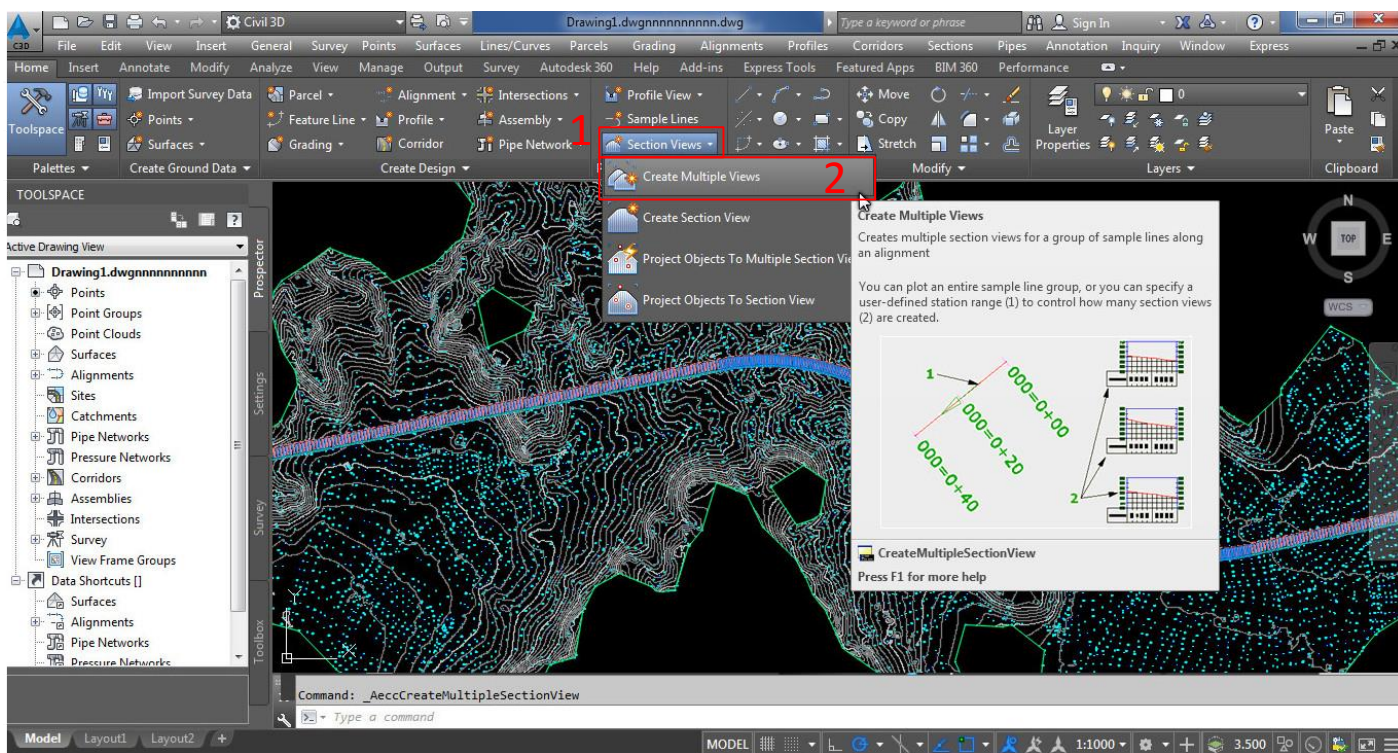 Civil 3D
Drawing1.dwgnnnnnnnnnn.dwg
Type a keyword or phrase
Sign In
C3D
File Edit View Insert General Survey Points Surfaces Lines/Curves Parcels Grading Alignments Profiles Corridors Sections Pipes Annotation Inquiry Window Express
Home Insert Annotate Modify Analyze View Manage Output Survey Autodesk 360 Help Add-ins Express Tools Featured Apps BIM 360 Performance
Import Survey Data Parcel Alignment Intersections Profile View Move 0
Toolspace Points Feature Line Profile Assembly Sample Lines Copy Layer Properties Paste
Surfaces Grading Corridor Pipe Network 1 Section Views Stretch
Palettes Create Ground Data Create Design Modify Layers Clipboard
Create Multiple Views 2
Create Section View
Project Objects To Multiple Section Vie
Project Objects To Section View
Create Multiple Views
Creates multiple section views for a group of sample lines along
an alignment
You can plot an entire sample line group, or you can specify a
user-defined station range (1) to control how many section views
(2) are created.
1
000=0+00
000=0+20
000=0+40
2
CreateMultipleSectionView
Press F1 for more help
N
W TOP E
S
WCS
TOOLSPACE
Active Drawing View
Drawing1.dwgnnnnnnnnnn
Points
Point Groups
Point Clouds
Surfaces
Alignments
Sites
Catchments
Pipe Networks
Pressure Networks
Corridors
Assemblies
Intersections
Survey
View Frame Groups
Data Shortcuts []
Surfaces
Alignments
Pipe Networks
Pressure Networks
Prospector
Settings
Survey
Toolbox
Y
X
Command: _AeccCreateMultipleSectionView
Type a command
Model Layout1 Layout2 +
MODEL 1:1000 3.500